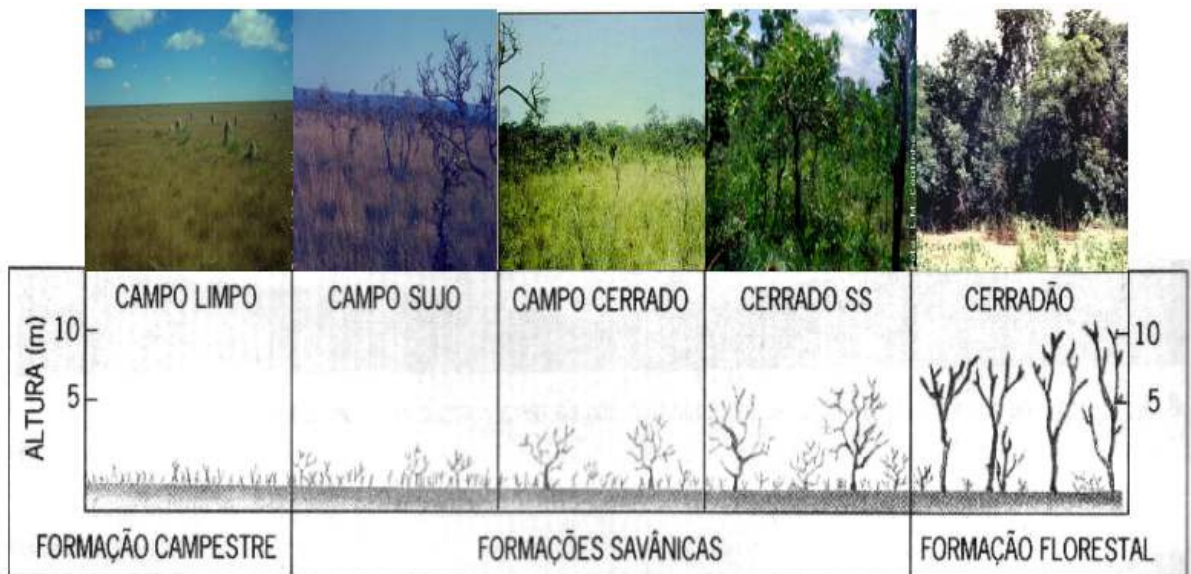 CAMPO LIMPO
CAMPO SUJO
CAMPO CERRADO
CERRADO SS
CERRADÃO
ALTURA (m)
10
5
10
5
FORMAÇÃO CAMPESTRE
FORMAÇÕES SAVÂNICAS
FORMAÇÃO FLORESTAL